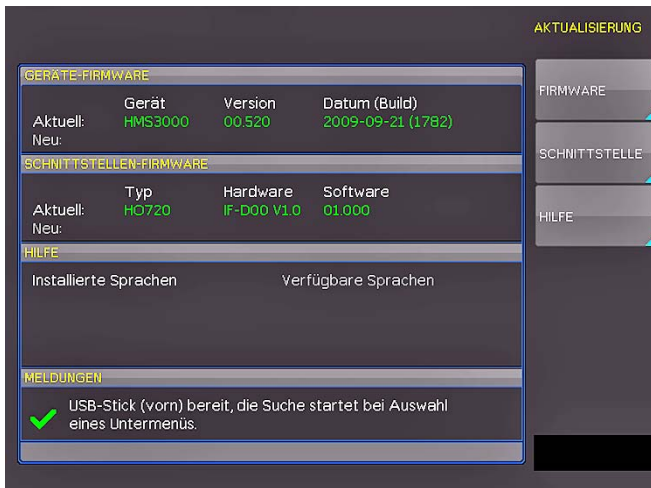 AKTUALISIERUNG
GERÄTE-FIRMWARE
Gerät Version Datum (Build)
Aktuell: HMS3000 00.520 2009-09-21 (1782)
Neu:
SCHNITTSTELLEN-FIRMWARE
Typ Hardware Software
Aktuell: HO720 IF-D00 V1.0 01.000
Neu:
HILFE
Installierte Sprachen Verfügbare Sprachen
MELDUNGEN
USB-Stick (vorn) bereit, die Suche startet bei Auswahl
eines Untermenüs.
FIRMWARE
SCHNITTSTELLE
HILFE